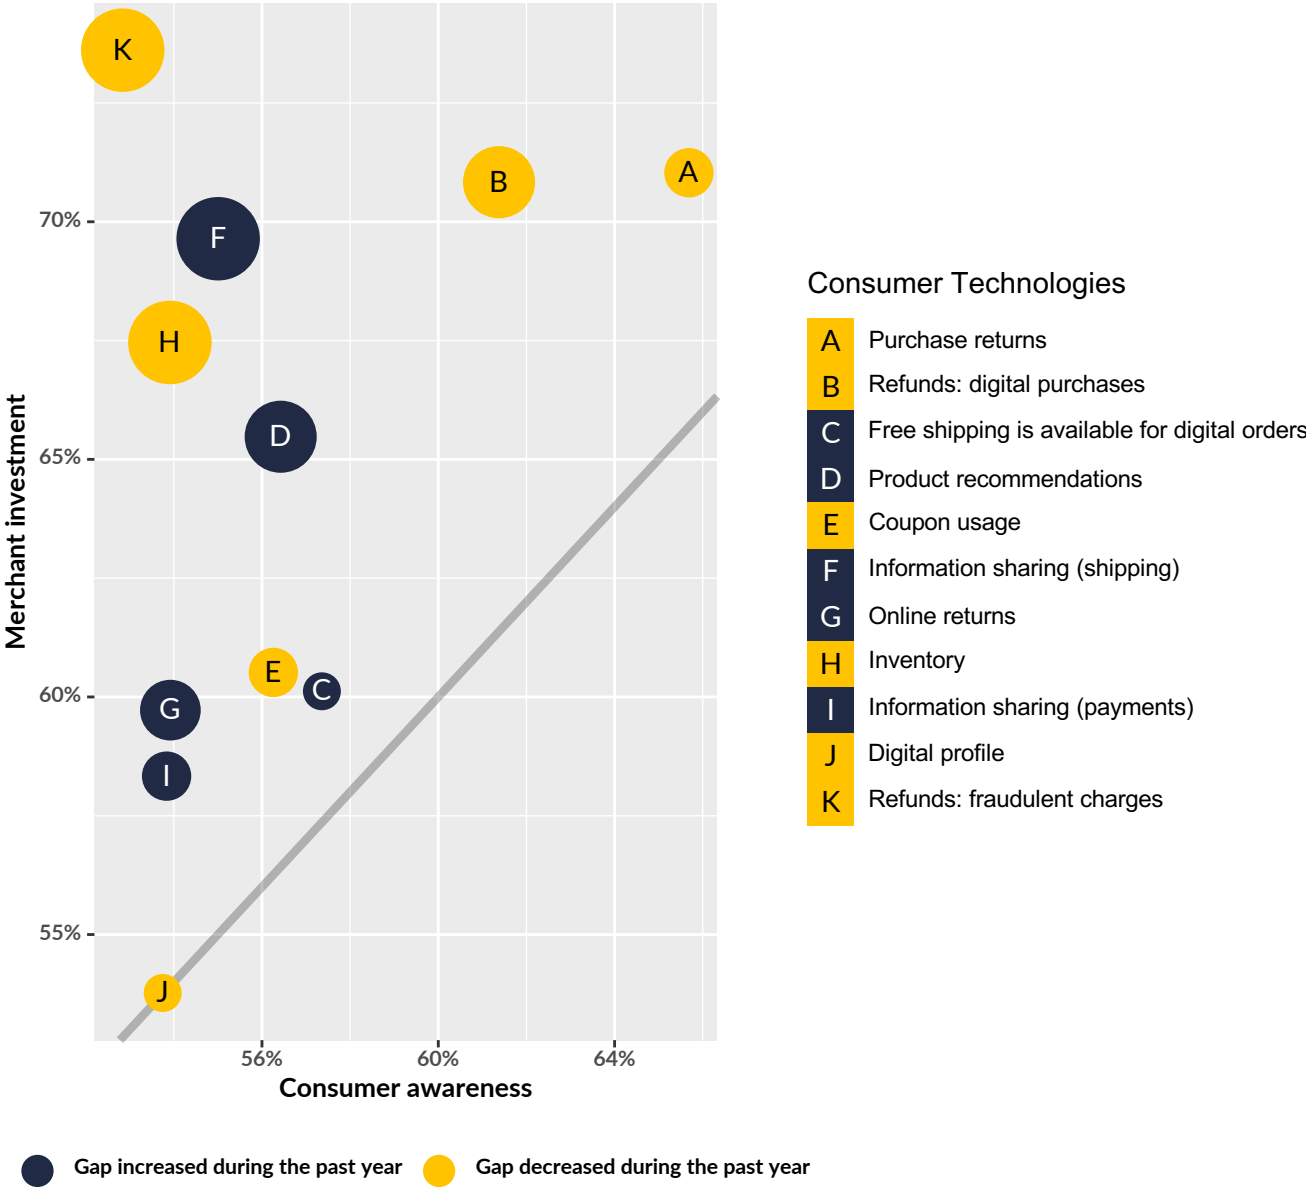 K
B
A
70%
F
H
D
65%
Merchant investment
E
C
60%
G
I
55%
J
56%
60%
64%
Consumer awareness
Consumer Technologies
A Purchase returns
B Refunds: digital purchases
C Free shipping is available for digital orders
D Product recommendations
E Coupon usage
F Information sharing (shipping)
G Online returns
H Inventory
I Information sharing (payments)
J Digital profile
K Refunds: fraudulent charges
Gap increased during the past year
Gap decreased during the past year